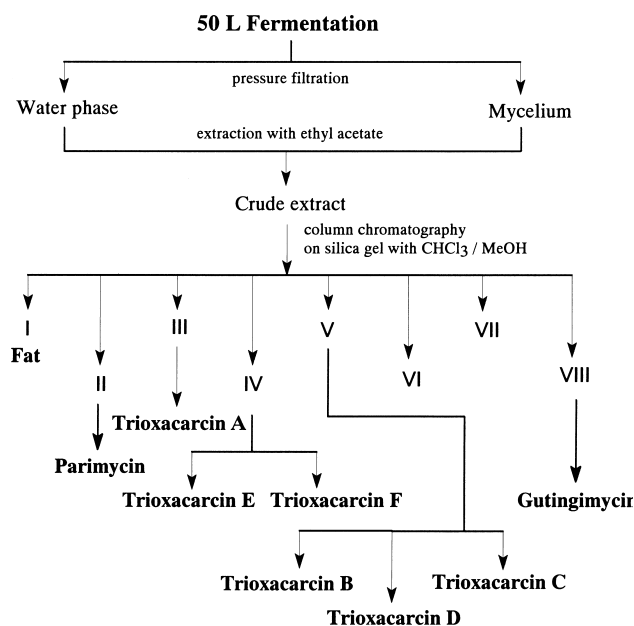 50 L Fermentation
pressure filtration
Water phase
Mycelium
extraction with ethyl acetate
Crude extract
column chromatography
on silica gel with CHCl3 / MeOH
I
III
V
VII
Fat
II
IV
VI
VIII
Trioxacarcin A
Parimycin
Trioxacarcin E
Trioxacarcin F
Gutingimycin
Trioxacarcin B
Trioxacarcin C
Trioxacarcin D